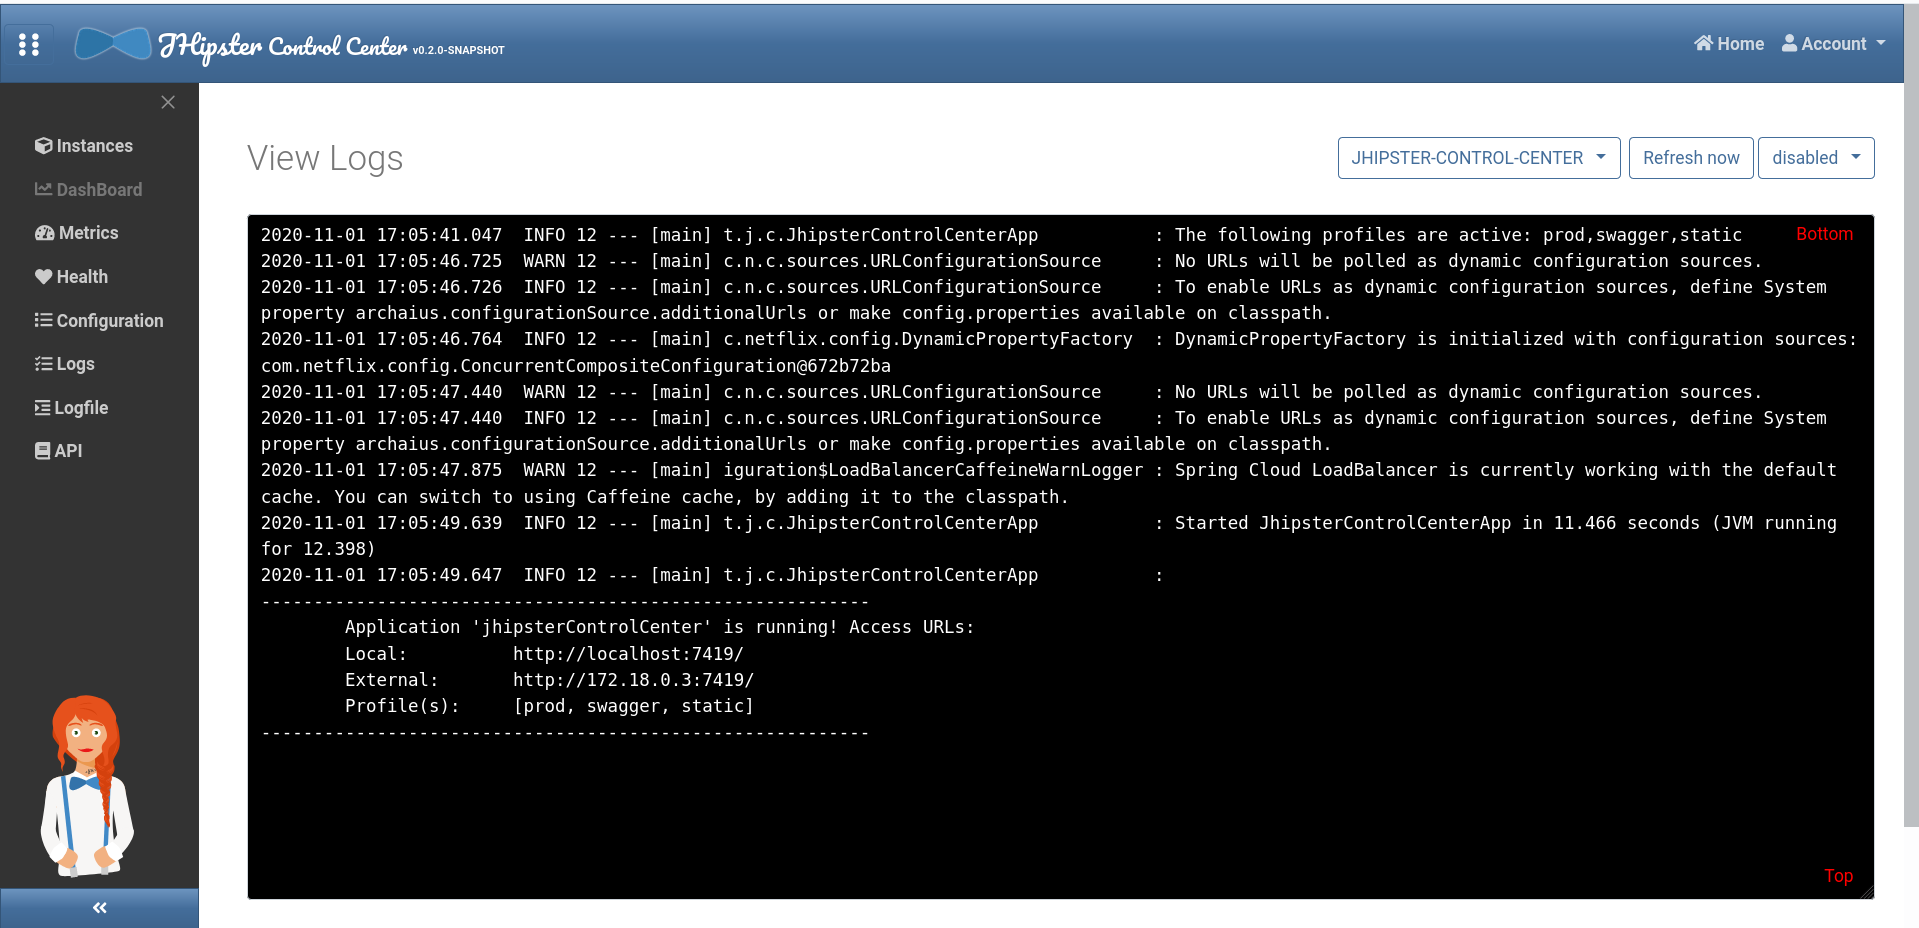 JHipster Control Center v0.2.0-SNAPSHOT
Home
Account
Instances
DashBoard
Metrics
Health
Configuration
Logs
Logfile
API
View Logs
JHIPSTER-CONTROL-CENTER
Refresh now
disabled
Bottom
2020-11-01 17:05:41.047  INFO 12 --- [main] t.j.c.JhipsterControlCenterApp           : The following profiles are active: prod,swagger,static
2020-11-01 17:05:46.725  WARN 12 --- [main] c.n.c.sources.URLConfigurationSource     : No URLs will be polled as dynamic configuration sources.
2020-11-01 17:05:46.726  INFO 12 --- [main] c.n.c.sources.URLConfigurationSource     : To enable URLs as dynamic configuration sources, define System
property archaius.configurationSource.additionalUrls or make config.properties available on classpath.
2020-11-01 17:05:46.764  INFO 12 --- [main] c.netflix.config.DynamicPropertyFactory  : DynamicPropertyFactory is initialized with configuration sources:
com.netflix.config.ConcurrentCompositeConfiguration@672b72ba
2020-11-01 17:05:47.440  WARN 12 --- [main] c.n.c.sources.URLConfigurationSource     : No URLs will be polled as dynamic configuration sources.
2020-11-01 17:05:47.440  INFO 12 --- [main] c.n.c.sources.URLConfigurationSource     : To enable URLs as dynamic configuration sources, define System
property archaius.configurationSource.additionalUrls or make config.properties available on classpath.
2020-11-01 17:05:47.875  WARN 12 --- [main] iguration$LoadBalancerCaffeineWarnLogger : Spring Cloud LoadBalancer is currently working with the default
cache. You can switch to using Caffeine cache, by adding it to the classpath.
2020-11-01 17:05:49.639  INFO 12 --- [main] t.j.c.JhipsterControlCenterApp           : Started JhipsterControlCenterApp in 11.466 seconds (JVM running
for 12.398)
2020-11-01 17:05:49.647  INFO 12 --- [main] t.j.c.JhipsterControlCenterApp           :
----------------------------------------------------------
        Application 'jhipsterControlCenter' is running! Access URLs:
        Local:          http://localhost:7419/
        External:       http://172.18.0.3:7419/
        Profile(s):     [prod, swagger, static]
----------------------------------------------------------
Top